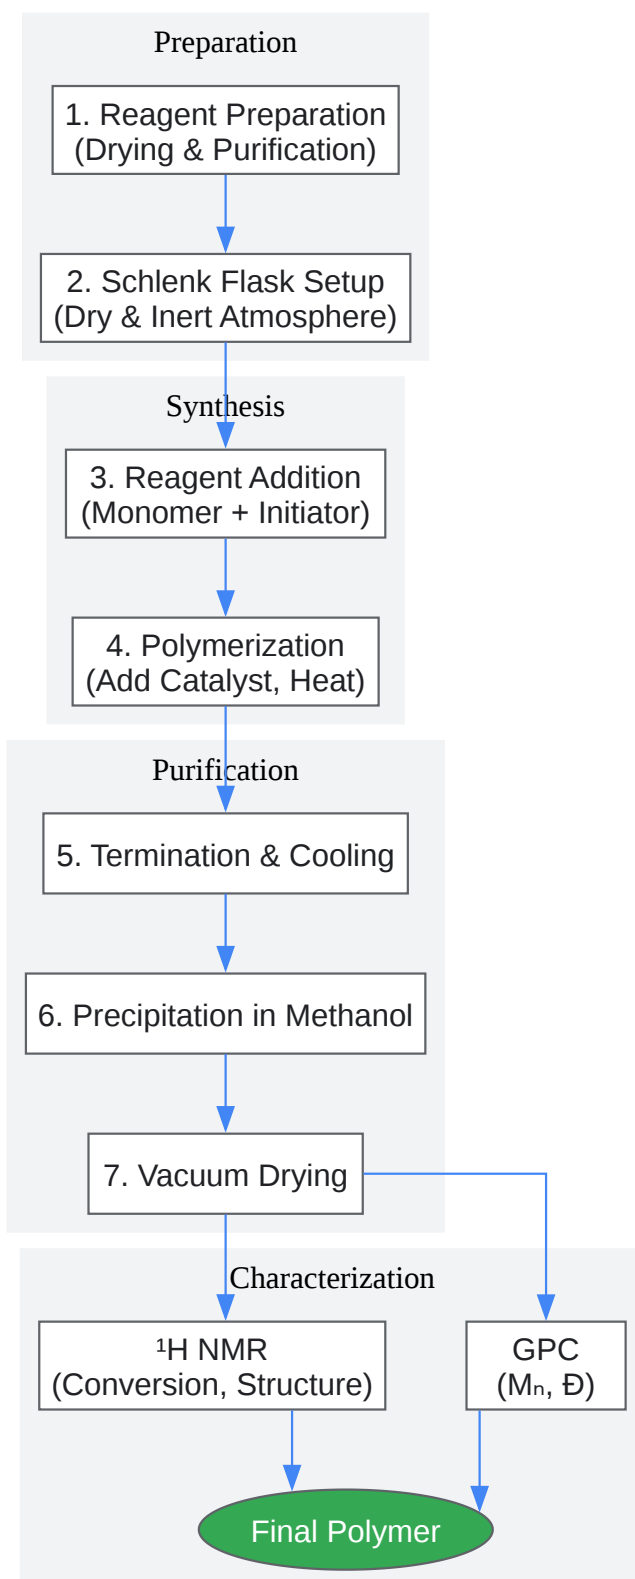 Preparation
1. Reagent Preparation
(Drying & Purification)
2. Schlenk Flask Setup
(Dry & Inert Atmosphere)
Synthesis
3. Reagent Addition
(Monomer + Initiator)
4. Polymerization
(Add Catalyst, Heat)
Purification
5. Termination & Cooling
6. Precipitation in Methanol
7. Vacuum Drying
Characterization
¹H NMR
(Conversion, Structure)
GPC
(Mₙ, Đ)
Final Polymer